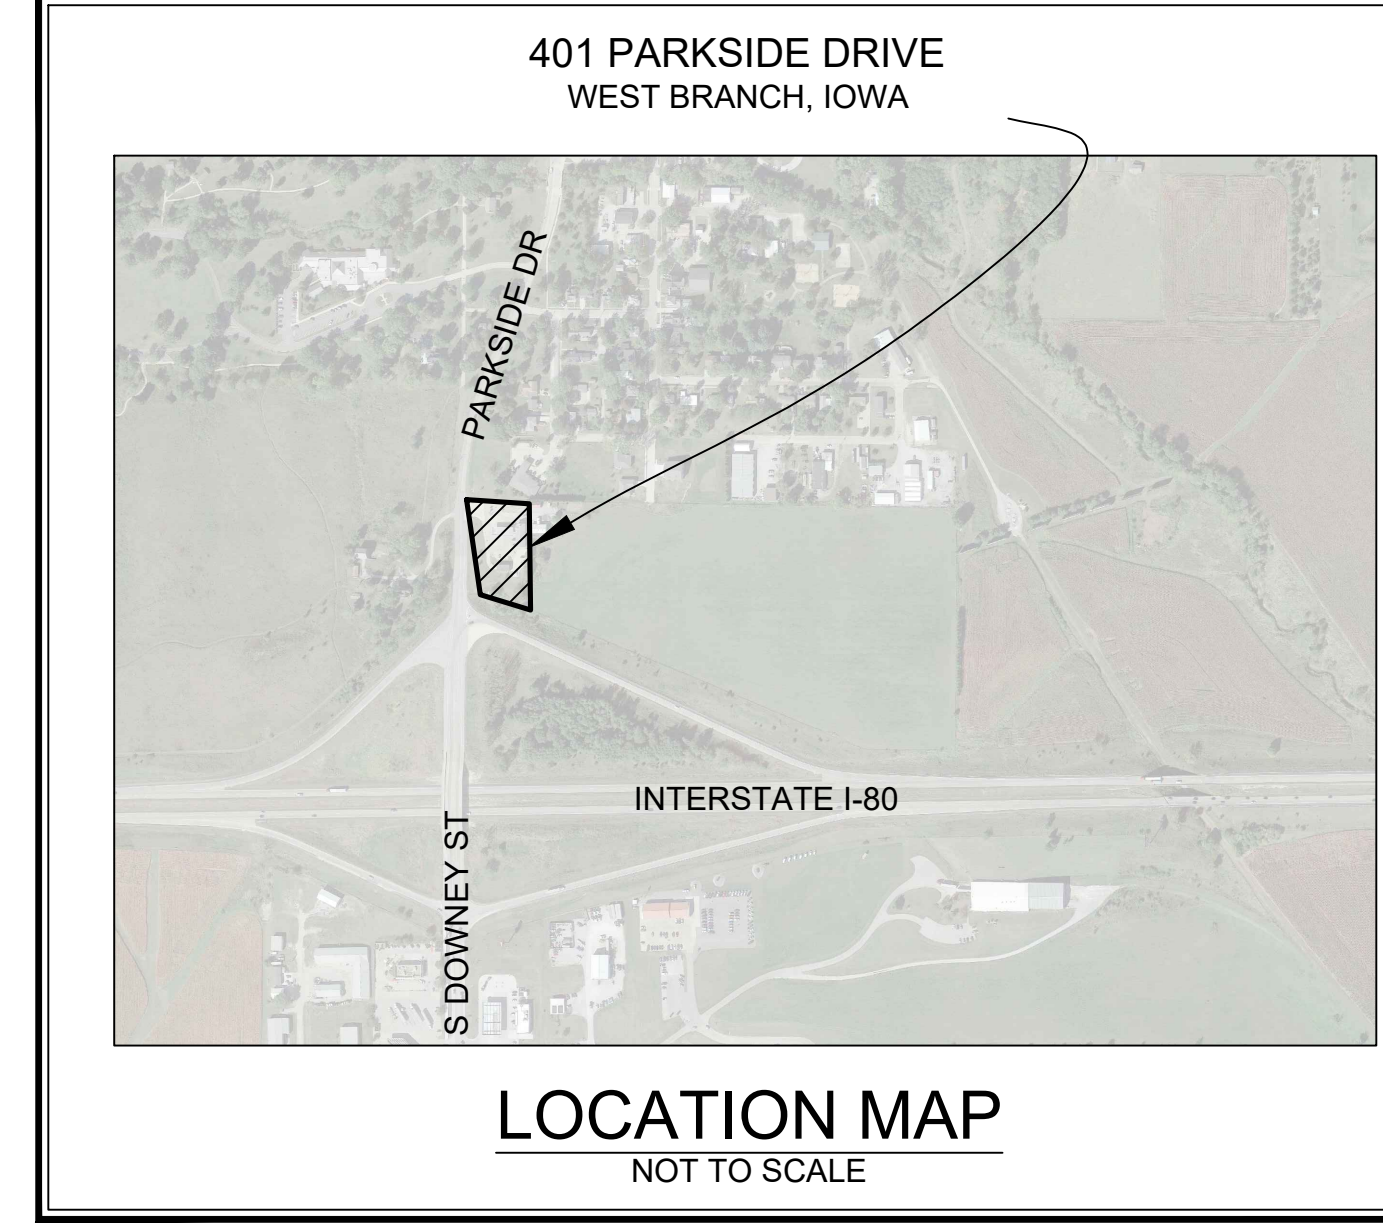 401 PARKSIDE DRIVE
WEST BRANCH, IOWA
PARKSIDE DR
INTERSTATE I-80
S DOWNEY ST
LOCATION MAP
NOT TO SCALE